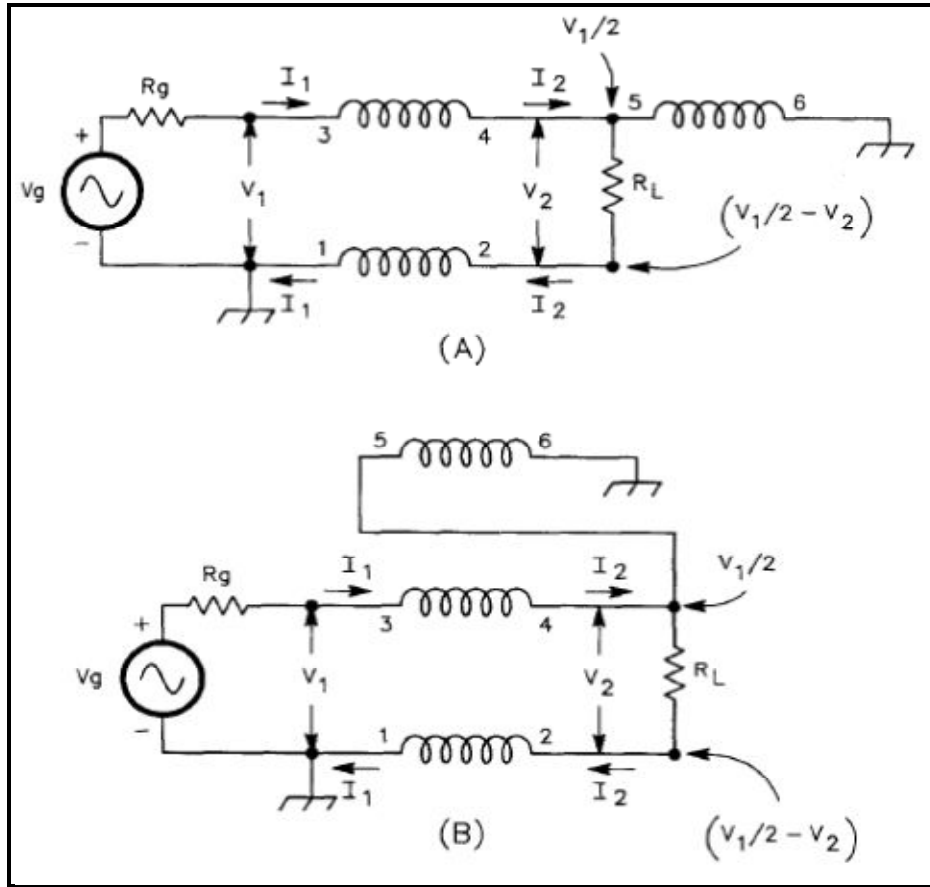 V1/2
I1
I2
Rg
5
6
3
4
+
Vg
V1
V2
RL
(V1/2 - V2)
-
1
2
I1
I2
(A)
5
6
I1
I2
V1/2
Rg
3
4
+
Vg
V1
V2
RL
-
1
2
I1
I2
(B)
(V1/2 - V2)